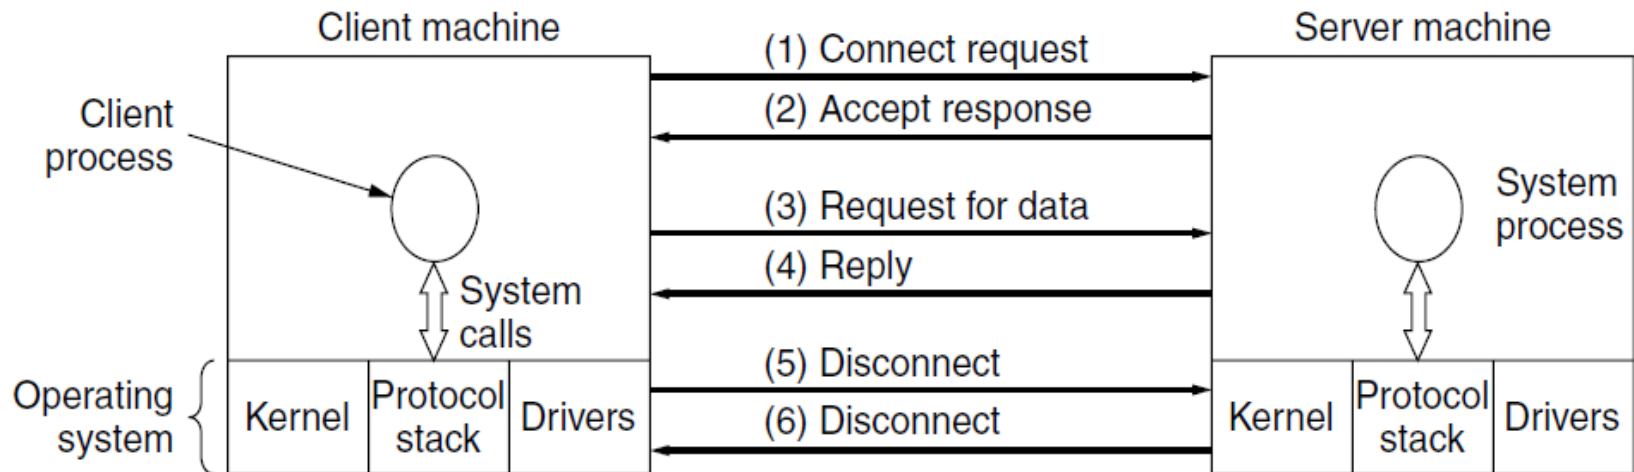 Client machine
Server machine
(1) Connect request
(2) Accept response
Client
process
(3) Request for data
System
process
(4) Reply
System
calls
(5) Disconnect
Operating
system
Kernel
Protocol
stack
Drivers
(6) Disconnect
Kernel
Protocol
stack
Drivers